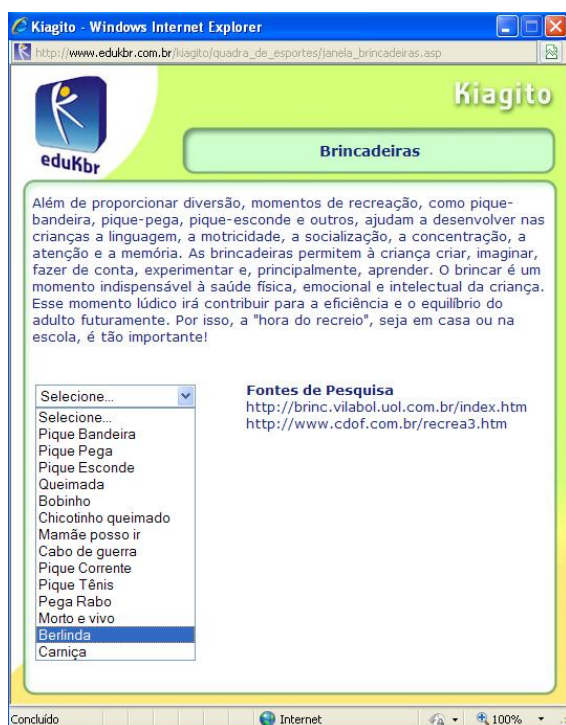 Kiagito - Windows Internet Explorer
http://www.edukbr.com.br/kiagito/quadra_de_esportes/janela_brincadeiras.asp
Kiagito
eduKbr
Brincadeiras
Além de proporcionar diversão, momentos de recreação, como pique-
bandeira, pique-pega, pique-esconde e outros, ajudam a desenvolver nas
crianças a linguagem, a motricidade, a socialização, a concentração, a
atenção e a memória. As brincadeiras permitem à criança criar, imaginar,
fazer de conta, experimentar e, principalmente, aprender. O brincar é um
momento indispensável à saúde física, emocional e intelectual da criança.
Esse momento lúdico irá contribuir para a eficiência e o equilíbrio do
adulto futuramente. Por isso, a "hora do recreio", seja em casa ou na
escola, é tão importante!
Selecione...
Selecione...
Pique Bandeira
Pique Pega
Pique Esconde
Queimada
Bobinho
Chicotinho queimado
Mamãe posso ir
Cabo de guerra
Pique Corrente
Pique Tênis
Pega Rabo
Morto e vivo
Berlinda
Carniça
Fontes de Pesquisa
http://brinc.vilabol.uol.com.br/index.htm
http://www.cdof.com.br/recrea3.htm
Concluído
Internet
100%